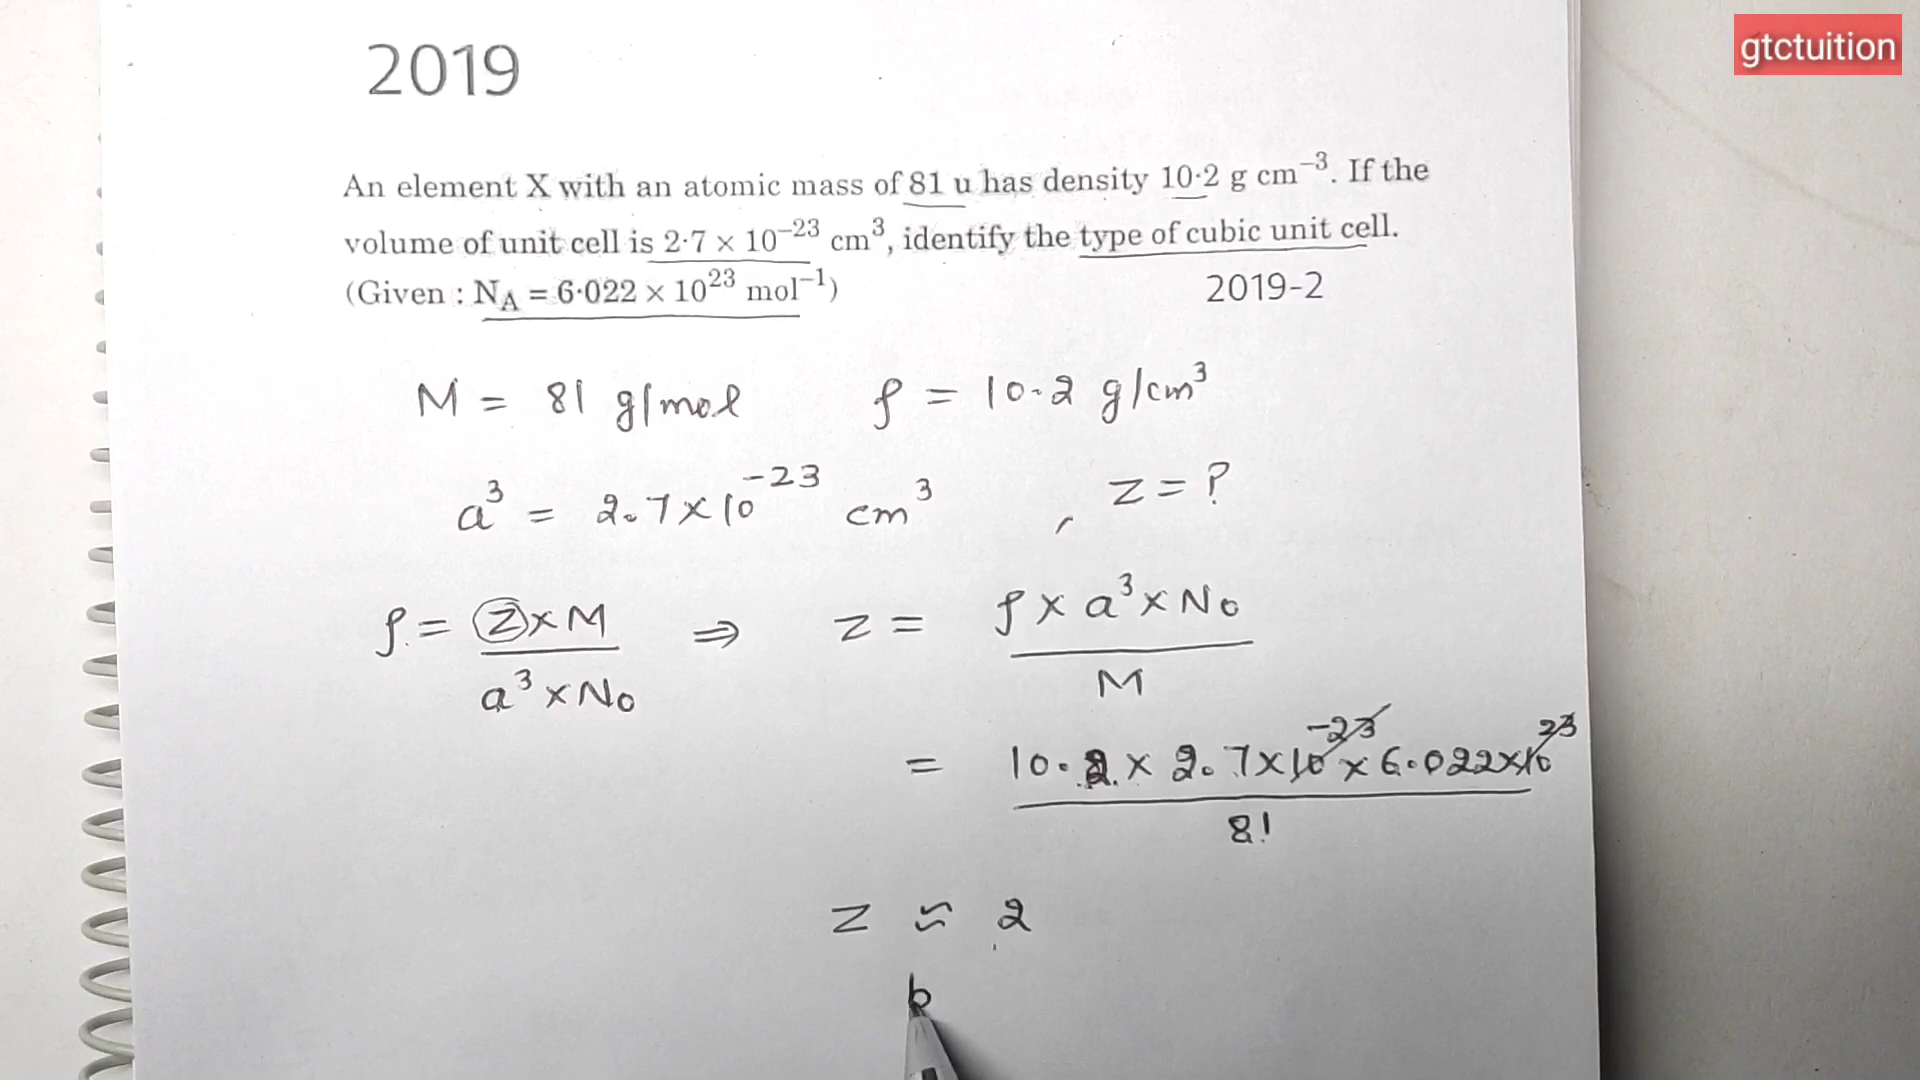 gtctuition
2019
An element X with an atomic mass of 81 u has density 10·2 g cm⁻³. If the
volume of unit cell is 2·7 × 10⁻²³ cm³, identify the type of cubic unit cell.
(Given : N_A = 6·022 × 10²³ mol⁻¹)
2019-2
M = 81 g/mol ρ = 10.2 g/cm³
a³ = 2.7×10⁻²³ cm³ , z = ?
ρ = z×M / a³×N₀ ⇒ z = ρ×a³×N₀ / M
= 10.2 × 2.7×10⁻²³ × 6.022×10²³ / 81
z ≈ 2
b